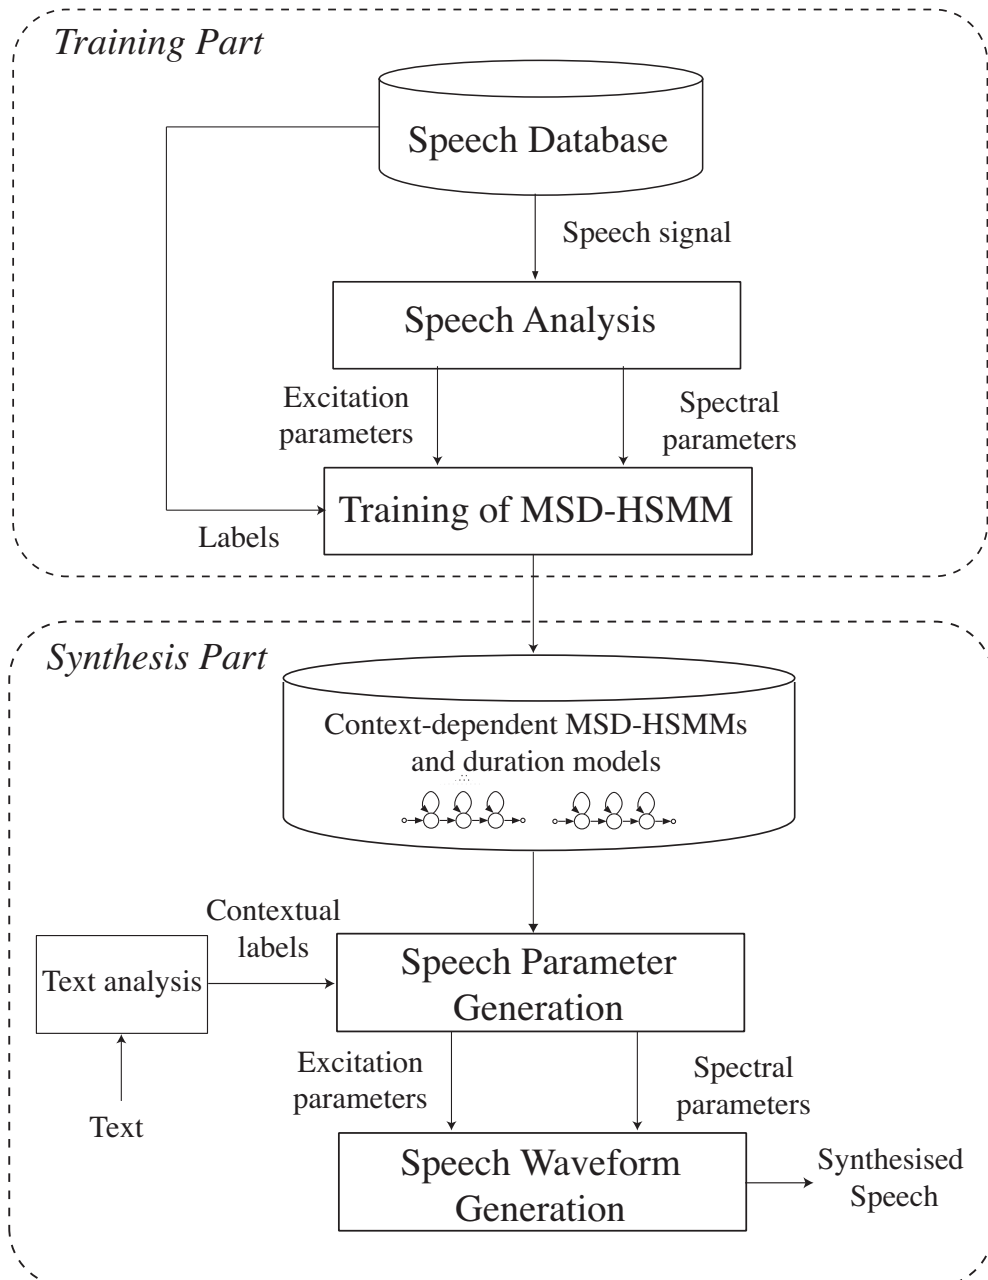 Training Part
Speech Database
Speech signal
Speech Analysis
Excitation
parameters
Spectral
parameters
Training of MSD-HSMM
Labels
Synthesis Part
Context-dependent MSD-HSMMs
and duration models
Contextual
labels
Text analysis
Speech Parameter
Generation
Excitation
parameters
Spectral
parameters
Text
Speech Waveform
Generation
Synthesised
Speech